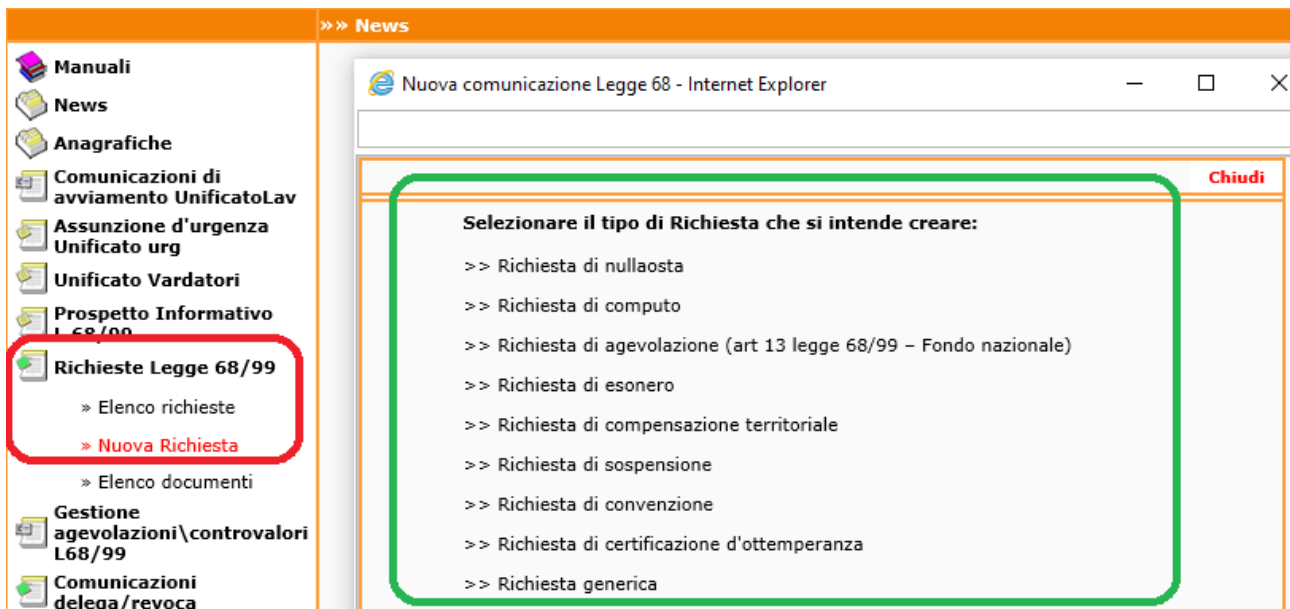 »» News
Manuali
News
Anagrafiche
Comunicazioni di
avviamento UnificatoLav
Assunzione d'urgenza
Unificato urg
Unificato Vardatori
Prospetto Informativo
L 68/99
Richieste Legge 68/99
» Elenco richieste
» Nuova Richiesta
» Elenco documenti
Gestione
agevolazioni\controvalori
L68/99
Comunicazioni
delega/revoca
Nuova comunicazione Legge 68 - Internet Explorer
Chiudi
Selezionare il tipo di Richiesta che si intende creare:
>> Richiesta di nullaosta
>> Richiesta di computo
>> Richiesta di agevolazione (art 13 legge 68/99 – Fondo nazionale)
>> Richiesta di esonero
>> Richiesta di compensazione territoriale
>> Richiesta di sospensione
>> Richiesta di convenzione
>> Richiesta di certificazione d'ottemperanza
>> Richiesta generica